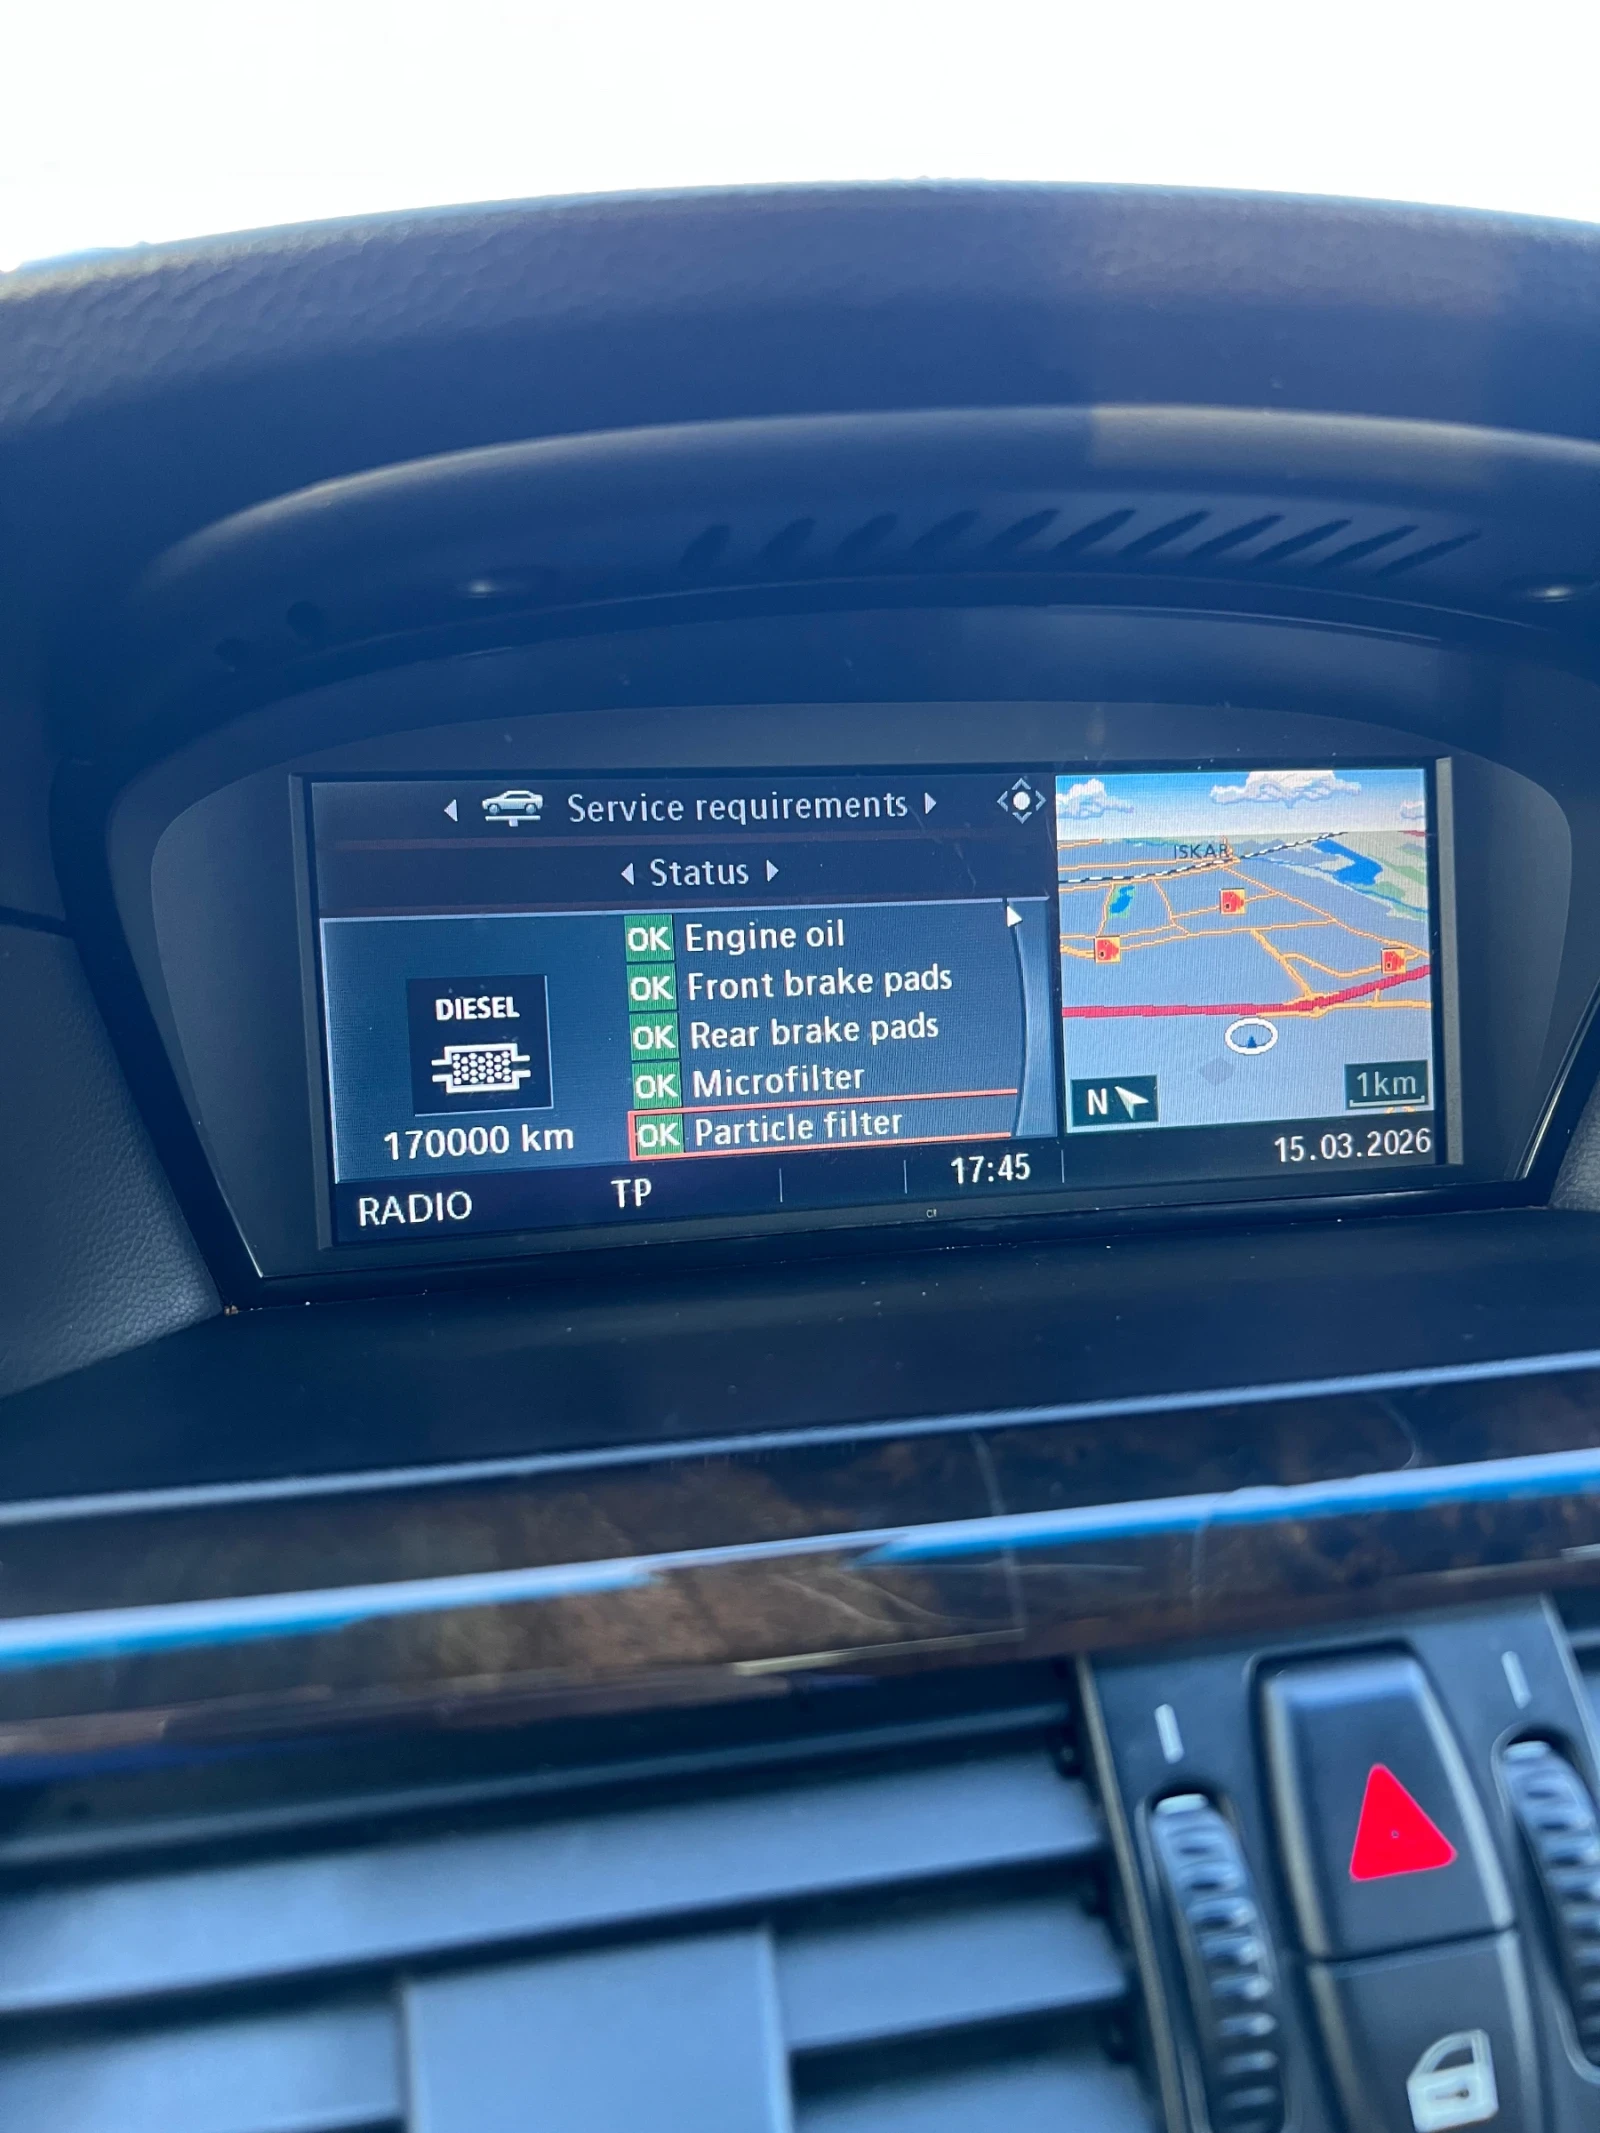 Service requirements
Status
OK Engine oil
OK Front brake pads
OK Rear brake pads
OK Microfilter
OK Particle filter
DIESEL
170000 km
ISKAR
N
1km
RADIO
TP
17:45
15.03.2026